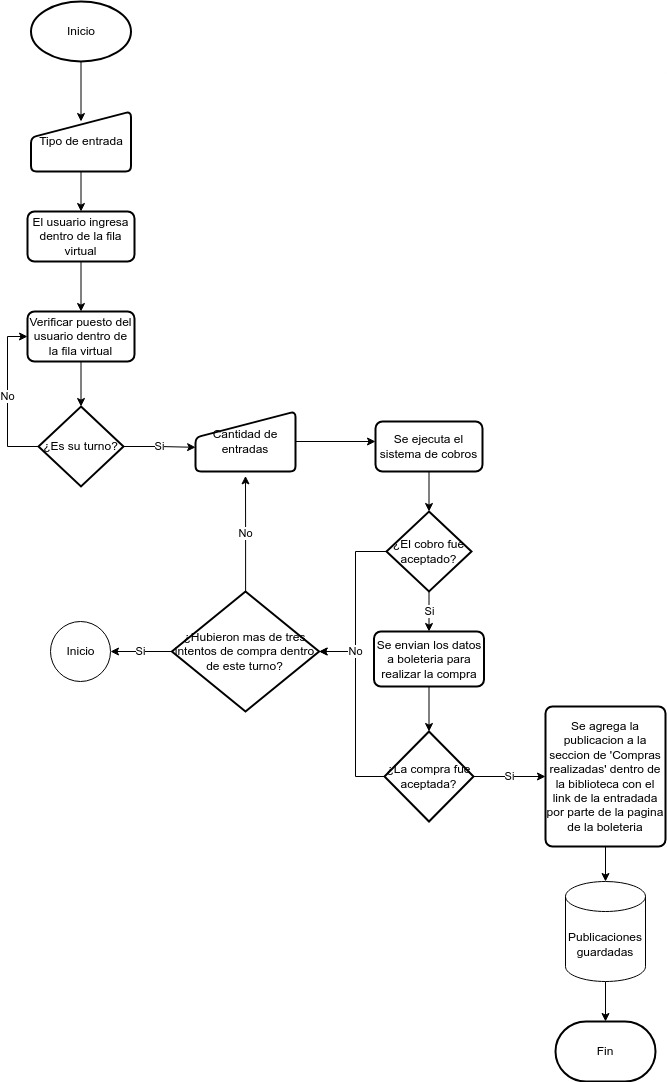 Inicio
Tipo de entrada
El usuario ingresa
dentro de la fila
virtual
Verificar puesto del
usuario dentro de
la fila virtual
No
¿Es su turno?
Si
Cantidad de
entradas
Se ejecuta el
sistema de cobros
¿El cobro fue
aceptado?
No
Si
¿Hubieron mas de tres
intentos de compra dentro
de este turno?
Si
Inicio
No
Se envian los datos
a boleteria para
realizar la compra
¿La compra fue
aceptada?
Si
Se agrega la
publicacion a la
seccion de 'Compras
realizadas' dentro de
la biblioteca con el
link de la entradada
por parte de la pagina
de la boleteria
Publicaciones
guardadas
Fin